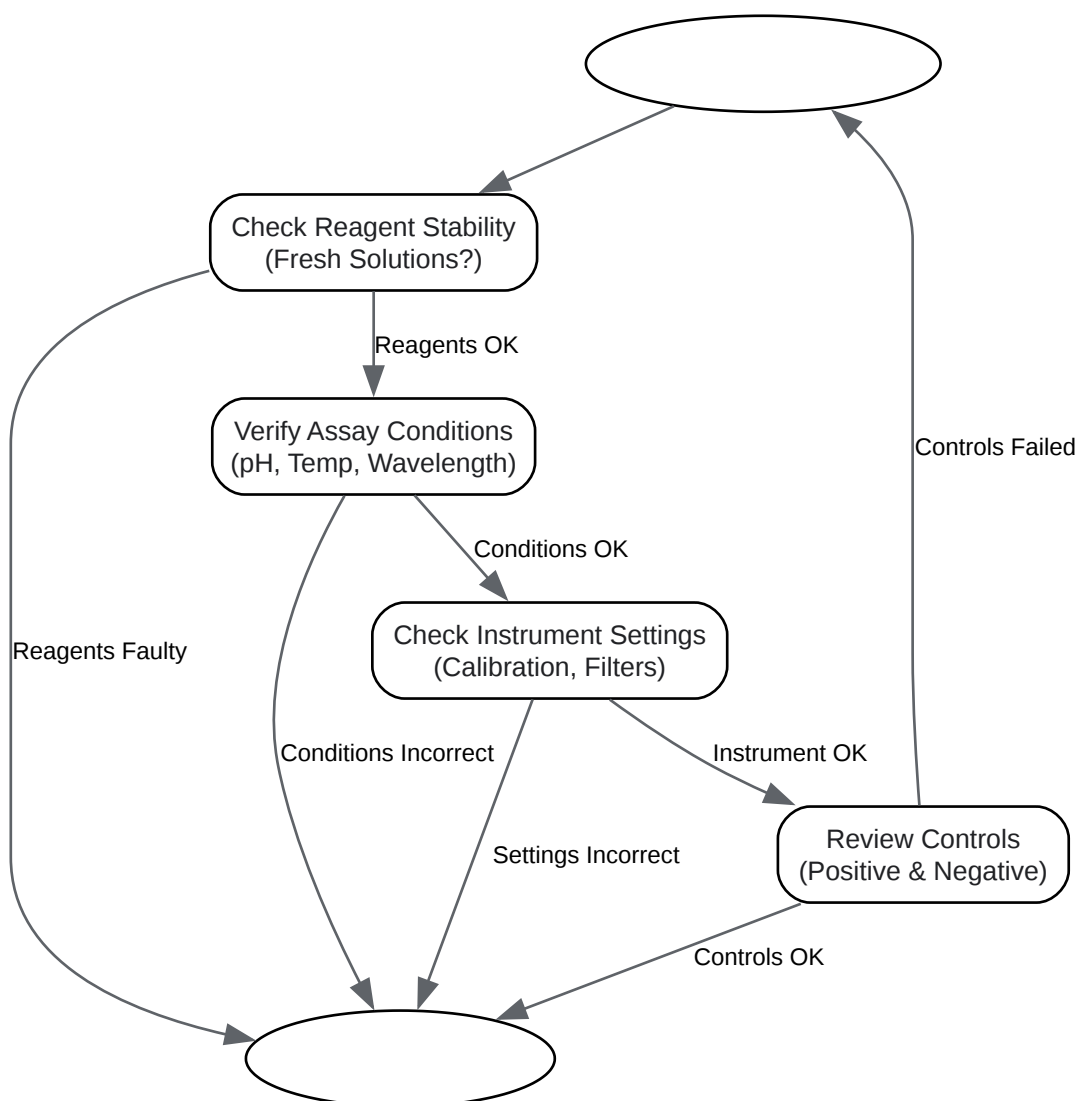 Check Reagent Stability
(Fresh Solutions?)
Reagents OK
Verify Assay Conditions
(pH, Temp, Wavelength)
Controls Failed
Conditions OK
Check Instrument Settings
(Calibration, Filters)
Reagents Faulty
Conditions Incorrect
Instrument OK
Settings Incorrect
Review Controls
(Positive & Negative)
Controls OK